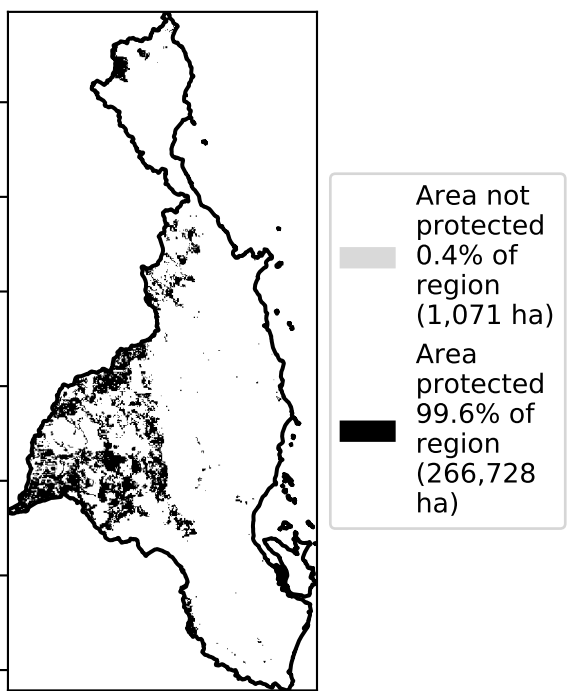 Area not
protected
0.4% of
region
(1,071 ha)
Area
protected
99.6% of
region
(266,728
ha)